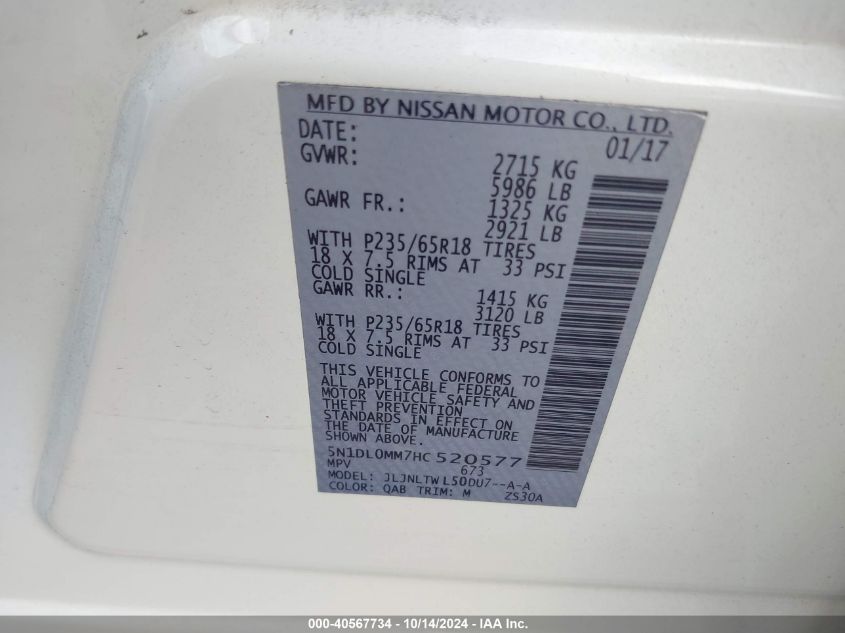 MFD BY NISSAN MOTOR CO., LTD.
DATE: 01/17
GVWR: 2715 KG
5986 LB
GAWR FR.: 1325 KG
2921 LB
WITH P235/65R18 TIRES
18 X 7.5 RIMS AT 33 PSI
COLD SINGLE
GAWR RR.: 1415 KG
3120 LB
WITH P235/65R18 TIRES
18 X 7.5 RIMS AT 33 PSI
COLD SINGLE
THIS VEHICLE CONFORMS TO
ALL APPLICABLE FEDERAL
MOTOR VEHICLE SAFETY AND
THEFT PREVENTION
STANDARDS IN EFFECT ON
THE DATE OF MANUFACTURE
SHOWN ABOVE.
5N1DL0MM7HC 520577
MPV 673
MODEL: JLJNLTWL50DU7--A-A
COLOR: QAB TRIM: M ZS30A
000-40567734 - 10/14/2024 - IAA Inc.